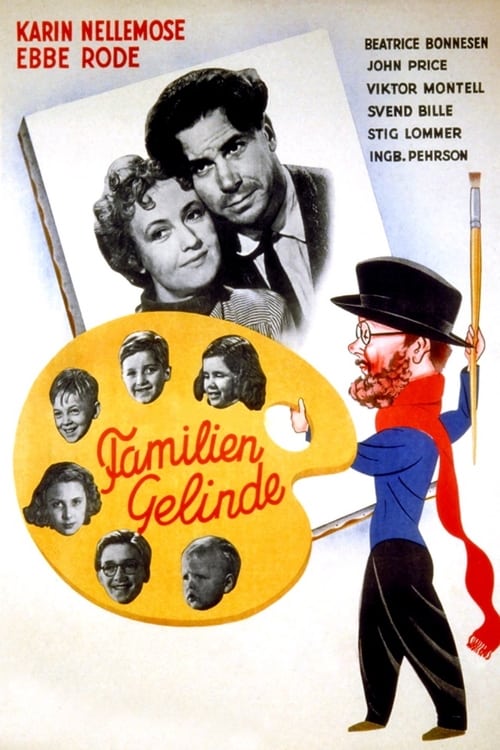 KARIN NELLEMOSE
EBBE RODE
BEATRICE BONNESEN
JOHN PRICE
VIKTOR MONTELL
SVEND BILLE
STIG LOMMER
INGB. PEHRSON
Familien
Gelinde